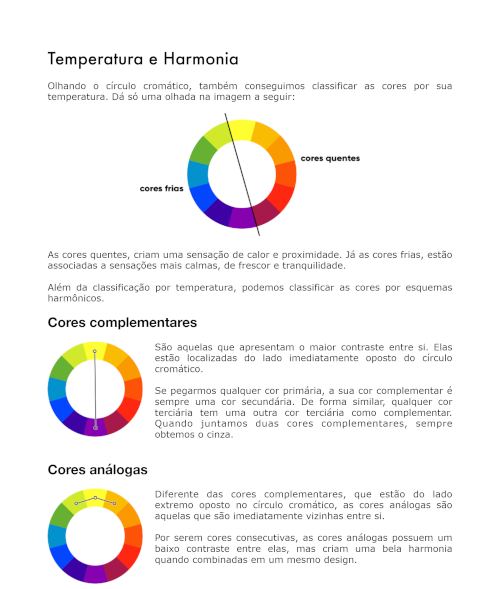 Temperatura e Harmonia
Olhando o círculo cromático, também conseguimos classificar as cores por sua
temperatura. Dá só uma olhada na imagem a seguir:
cores quentes
cores frias
As cores quentes, criam uma sensação de calor e proximidade. Já as cores frias, estão
associadas a sensações mais calmas, de frescor e tranquilidade.
Além da classificação por temperatura, podemos classificar as cores por esquemas
harmônicos.
Cores complementares
São aquelas que apresentam o maior contraste entre si. Elas
estão localizadas do lado imediatamente oposto do círculo
cromático.
Se pegarmos qualquer cor primária, a sua cor complementar é
sempre uma cor secundária. De forma similar, qualquer cor
terciária tem uma outra cor terciária como complementar.
Quando juntamos duas cores complementares, sempre
obtemos o cinza.
Cores análogas
Diferente das cores complementares, que estão do lado
extremo oposto no círculo cromático, as cores análogas são
aquelas que são imediatamente vizinhas entre si.
Por serem cores consecutivas, as cores análogas possuem um
baixo contraste entre elas, mas criam uma bela harmonia
quando combinadas em um mesmo design.